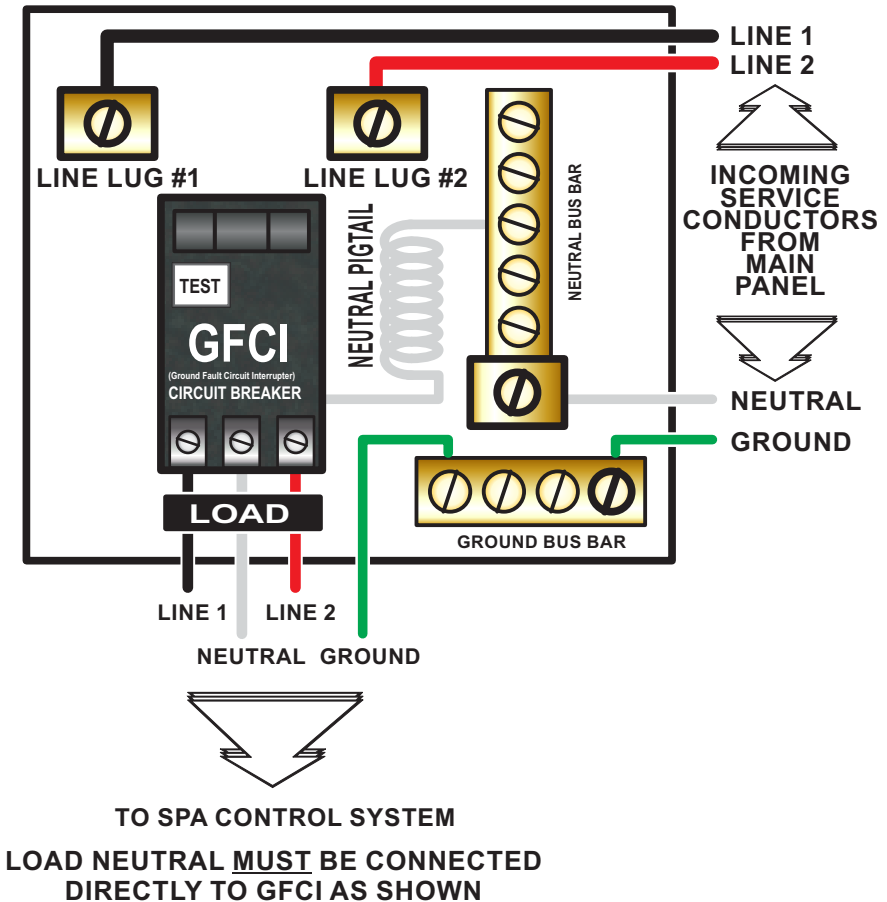 LINE 1
LINE 2
LINE LUG #1
LINE LUG #2
INCOMING
SERVICE
CONDUCTORS
FROM
MAIN
PANEL
NEUTRAL PIGTAIL
NEUTRAL BUS BAR
TEST
GFCI
(Ground Fault Circuit Interrupter)
CIRCUIT BREAKER
NEUTRAL
GROUND
LOAD
GROUND BUS BAR
LINE 1
LINE 2
NEUTRAL
GROUND
TO SPA CONTROL SYSTEM
LOAD NEUTRAL MUST BE CONNECTED
DIRECTLY TO GFCI AS SHOWN